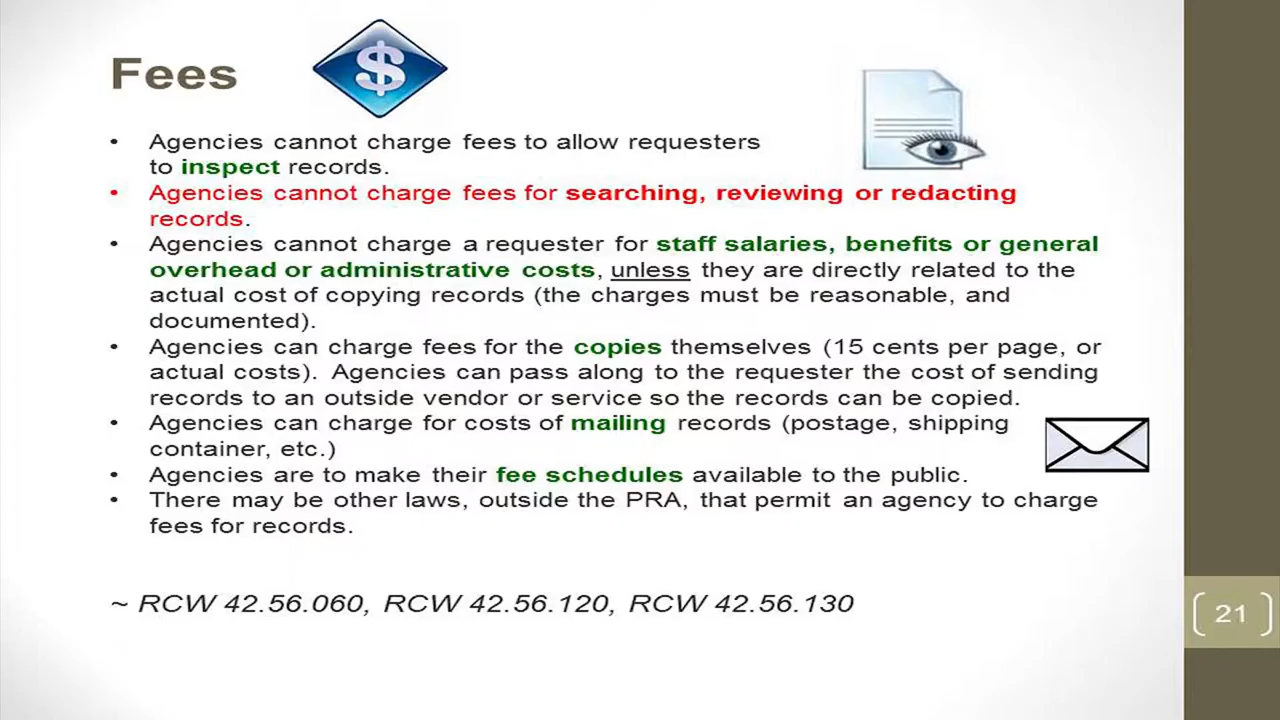 Fees
$
• Agencies cannot charge fees to allow requesters
to inspect records.
• Agencies cannot charge fees for searching, reviewing or redacting
records.
• Agencies cannot charge a requester for staff salaries, benefits or general
overhead or administrative costs, unless they are directly related to the
actual cost of copying records (the charges must be reasonable, and
documented).
• Agencies can charge fees for the copies themselves (15 cents per page, or
actual costs). Agencies can pass along to the requester the cost of sending
records to an outside vendor or service so the records can be copied.
• Agencies can charge for costs of mailing records (postage, shipping
container, etc.)
• Agencies are to make their fee schedules available to the public.
• There may be other laws, outside the PRA, that permit an agency to charge
fees for records.
~ RCW 42.56.060, RCW 42.56.120, RCW 42.56.130
21